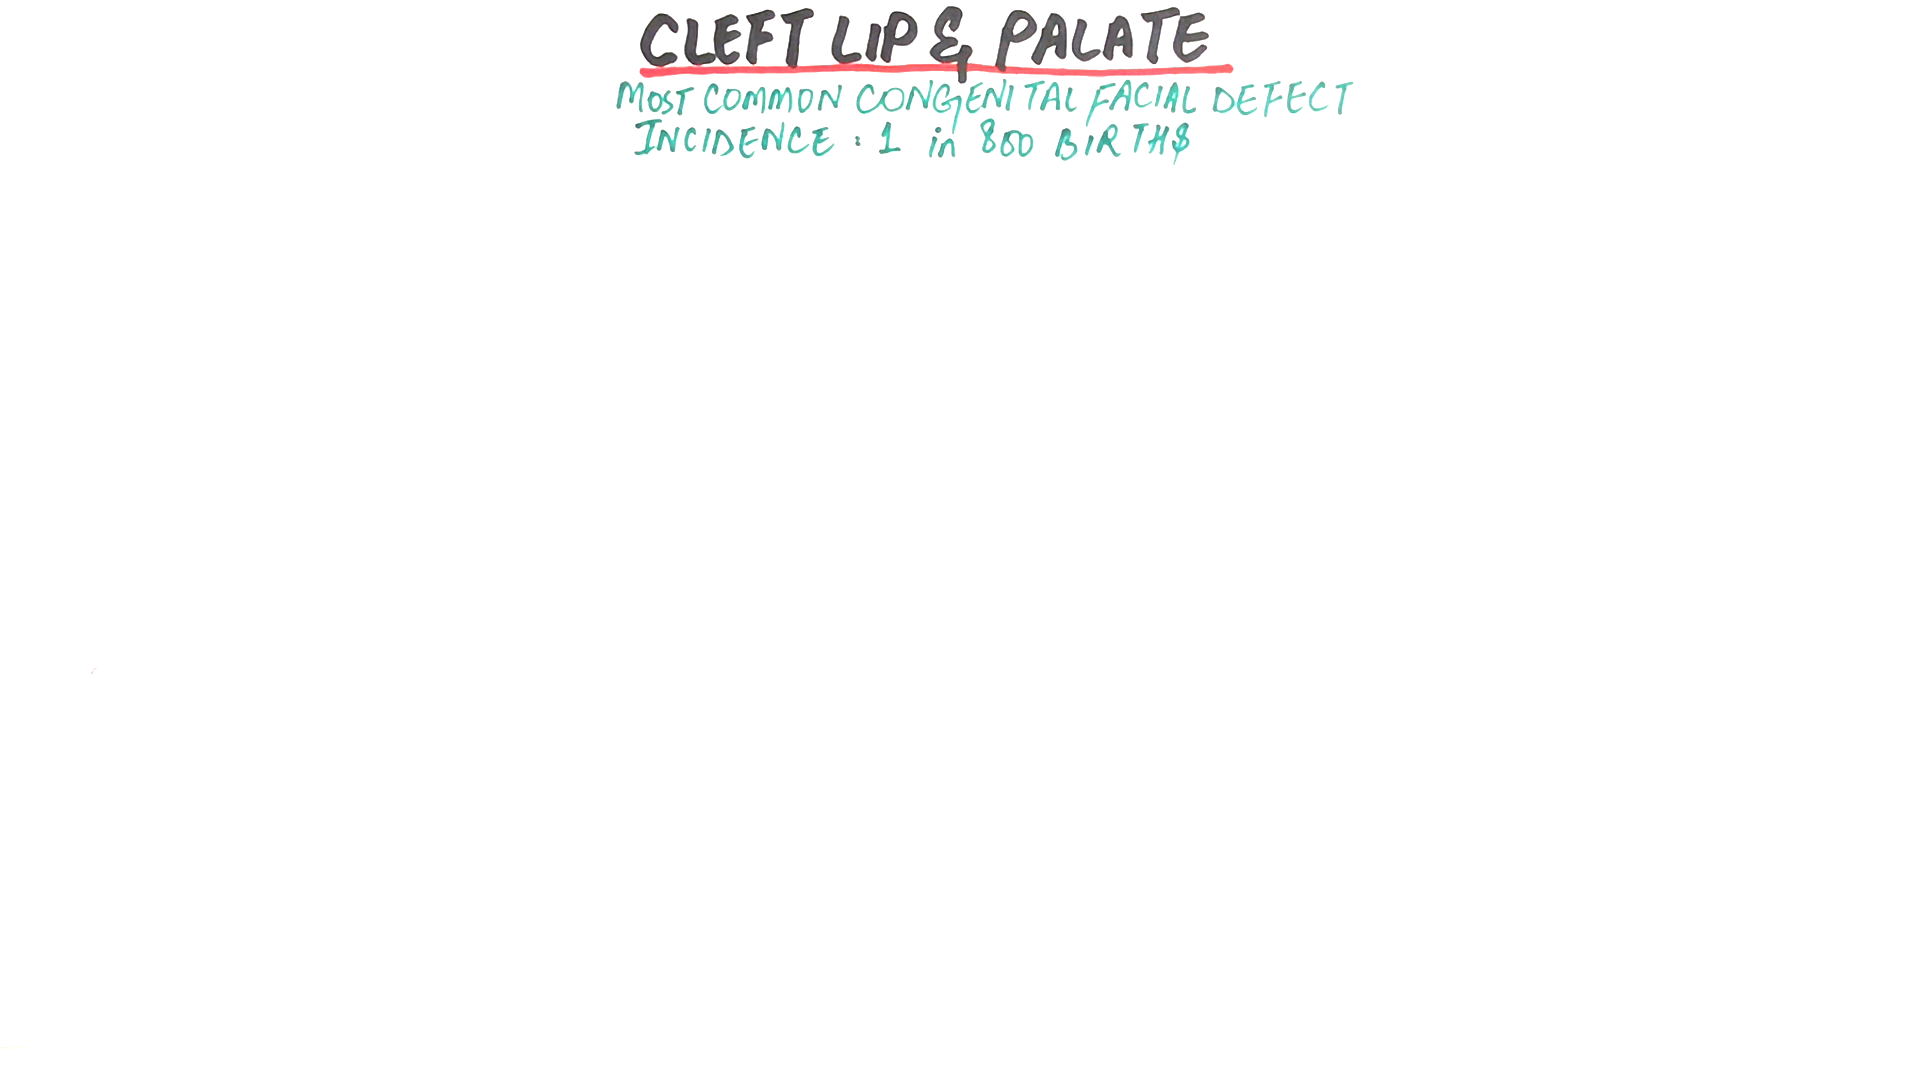 CLEFT LIP & PALATE
MOST COMMON CONGENITAL FACIAL DEFECT
INCIDENCE : 1 in 800 BIRTHS